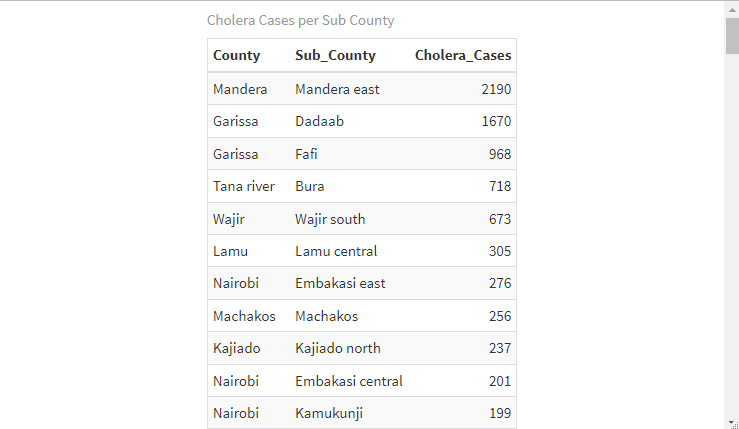 Cholera Cases per Sub County
County Sub_County Cholera_Cases
Mandera Mandera east 2190
Garissa Dadaab 1670
Garissa Fafi 968
Tana river Bura 718
Wajir Wajir south 673
Lamu Lamu central 305
Nairobi Embakasi east 276
Machakos Machakos 256
Kajiado Kajiado north 237
Nairobi Embakasi central 201
Nairobi Kamukunji 199